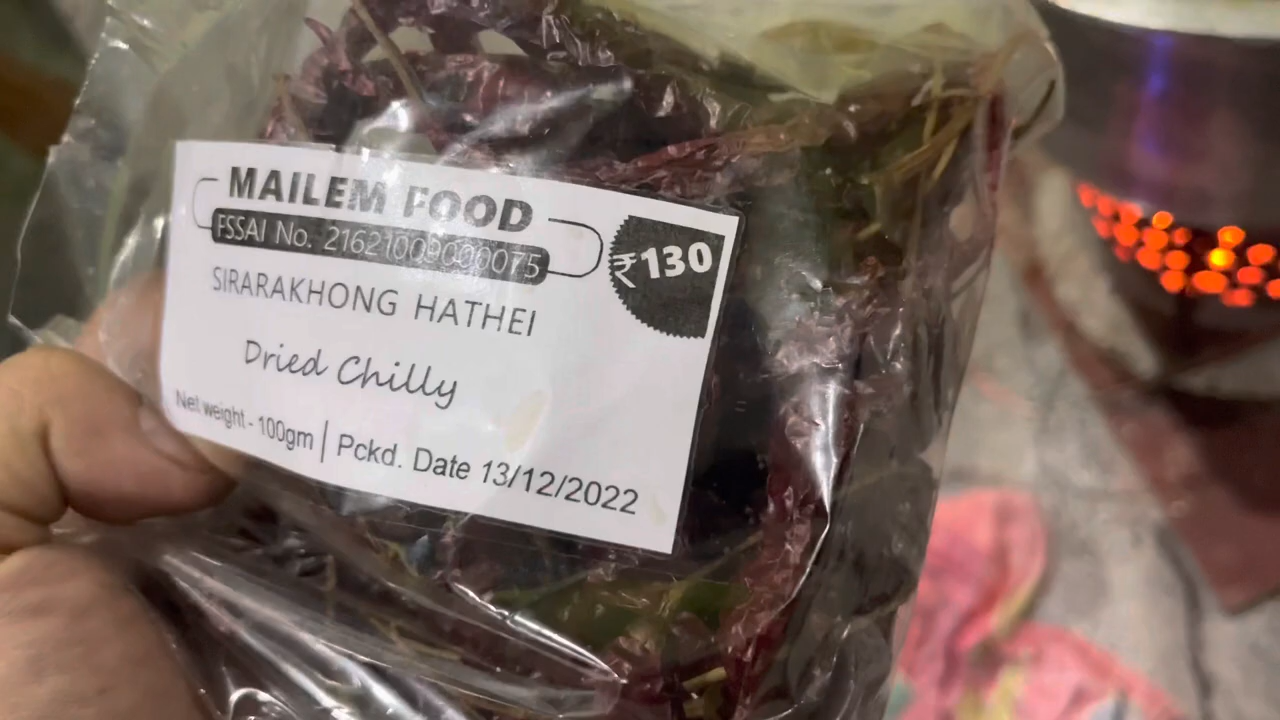 MAILEM FOOD
FSSAI No. 21621009000075
₹130
SIRARAKHONG HATHEI
Dried Chilly
Net weight - 100gm | Pckd. Date 13/12/2022